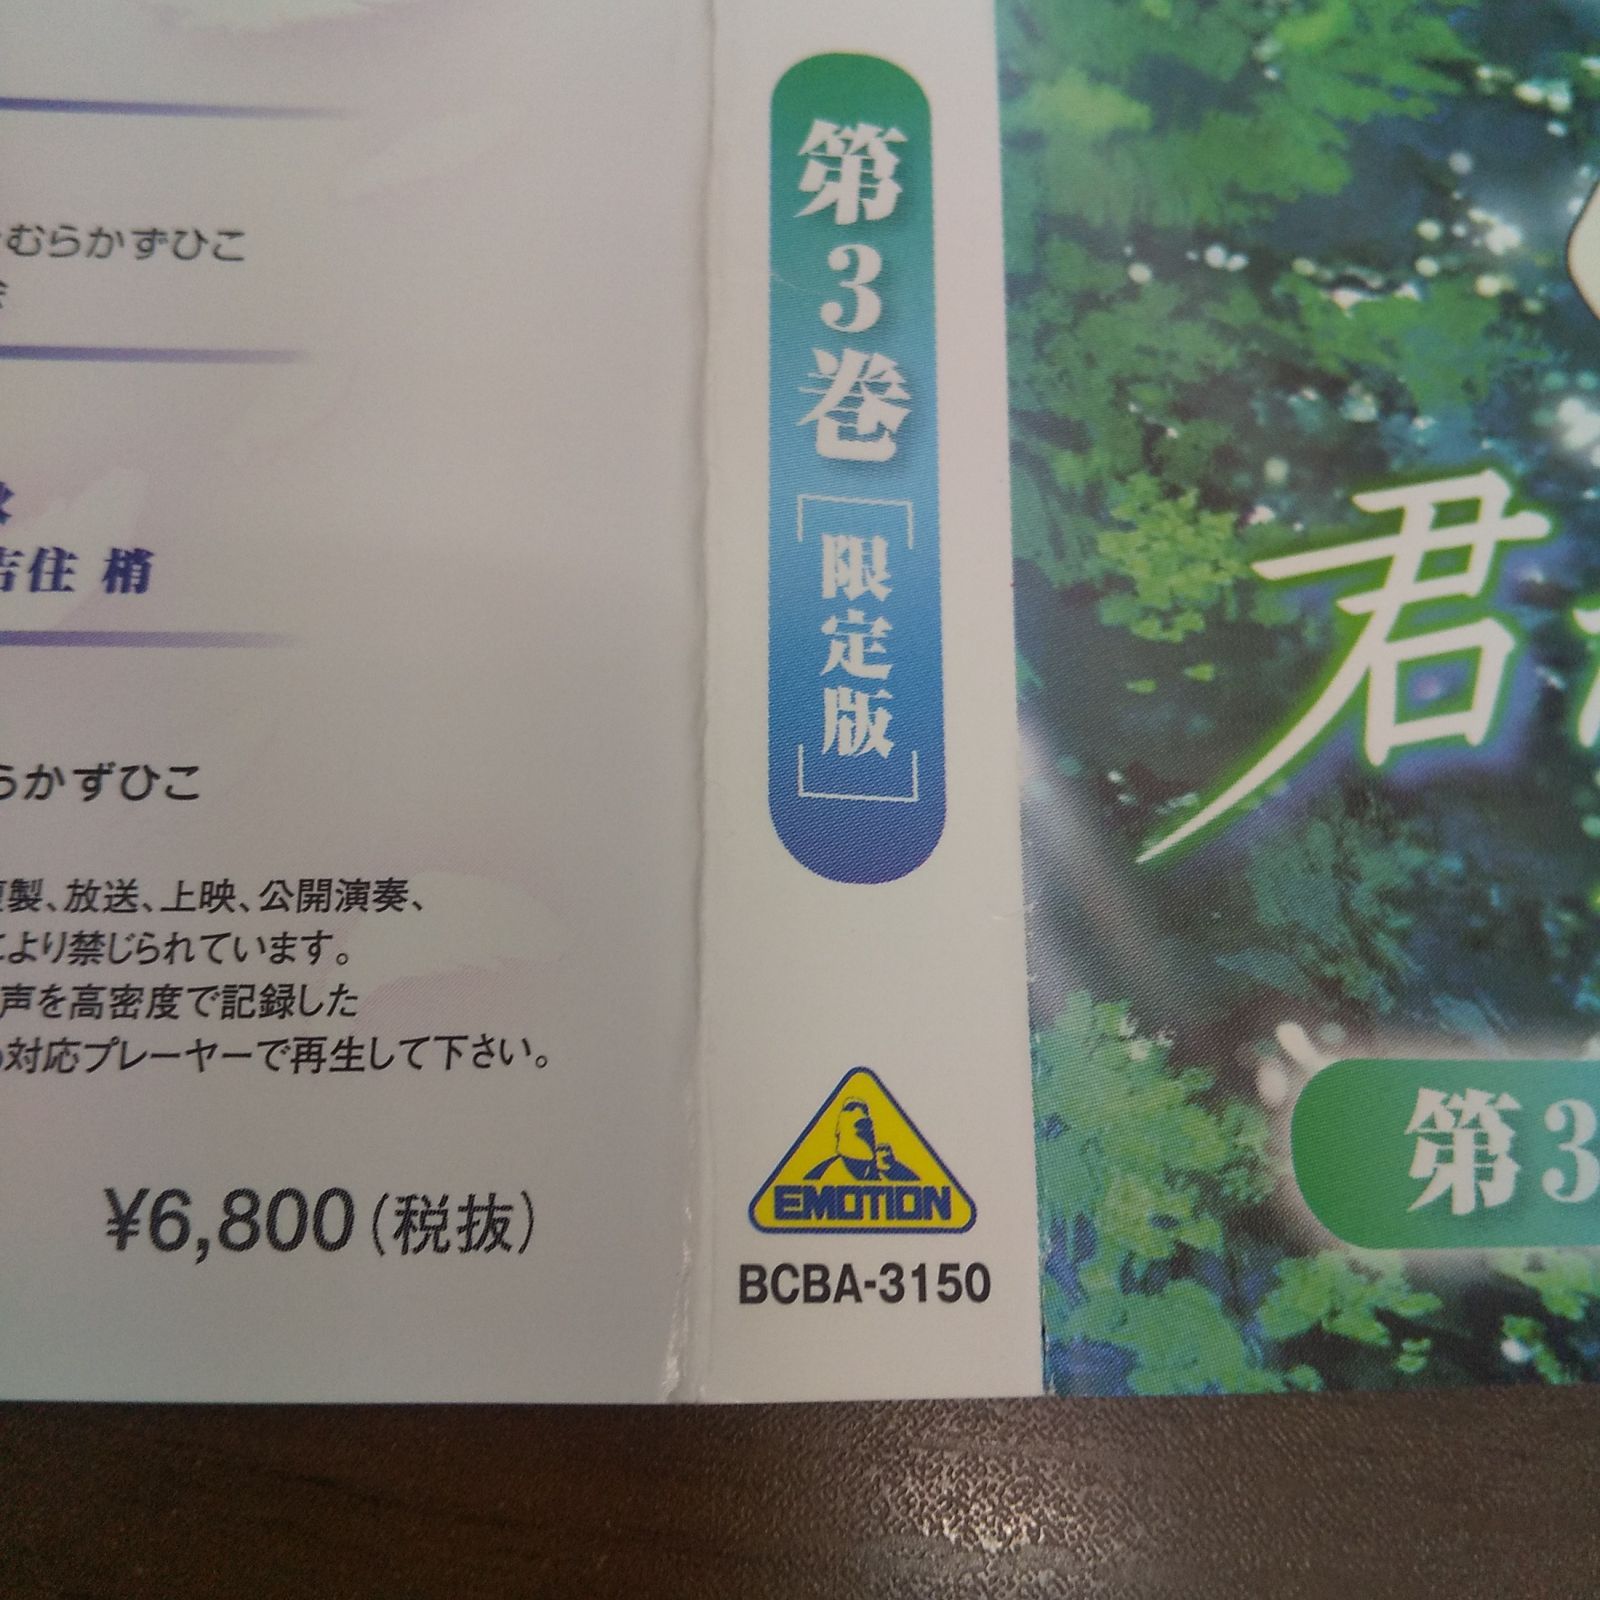 むらかずひこ
吉住 梢
らかずひこ
複製、放送、上映、公開演奏、
により禁じられています。
声を高密度で記録した
対応プレーヤーで再生して下さい。
¥6,800(税抜)
第3巻
[限定版]
EMOTION
BCBA-3150
君
第3